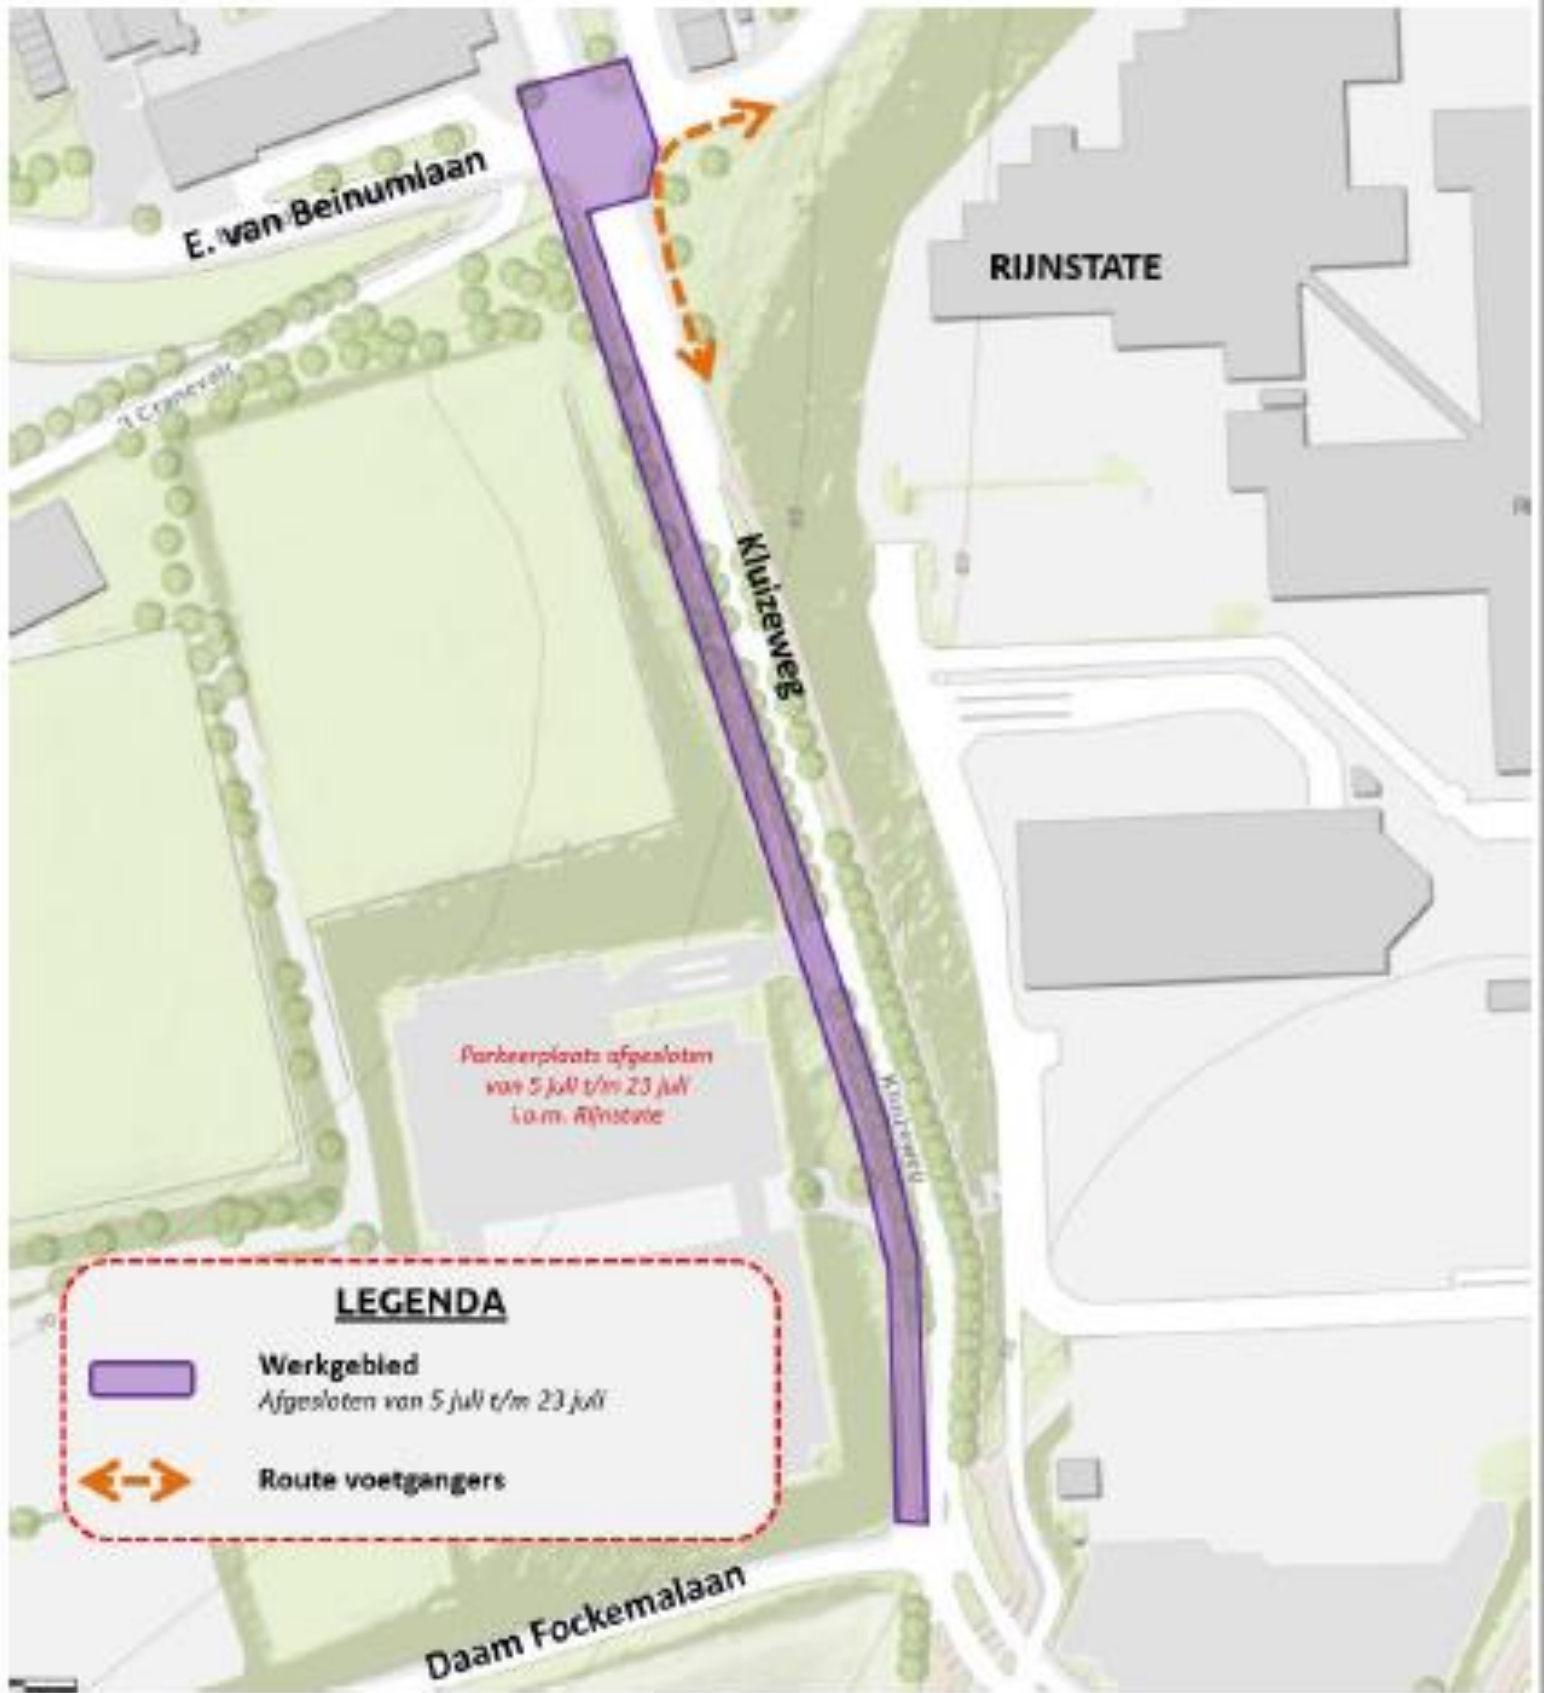 E. van Beinumlaan
RIJNSTATE
't Cranevelt
Kluizeweg
Parkeerplaats afgesloten
van 5 juli t/m 23 juli
i.o.m. Rijnstate
Kluizeweg
LEGENDA
Werkgebied
Afgesloten van 5 juli t/m 23 juli
Route voetgangers
Daam Fockemalaan